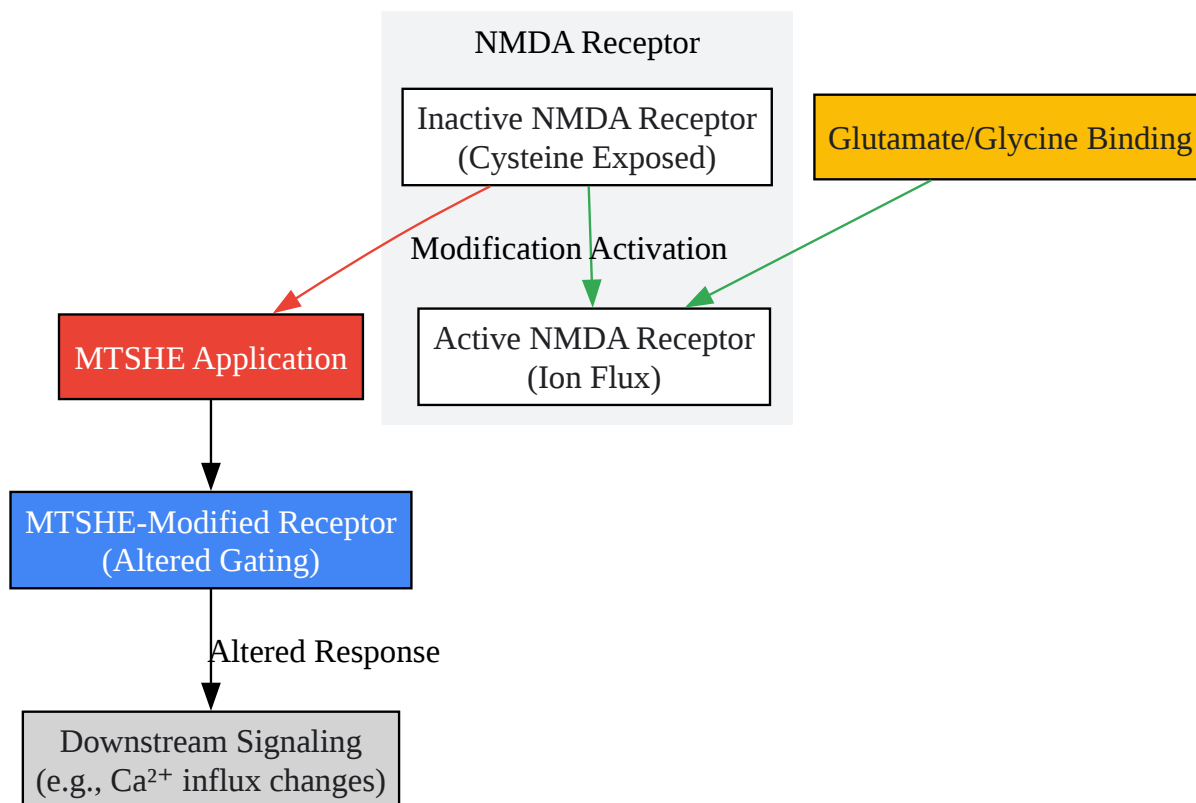 NMDA Receptor
Inactive NMDA Receptor
(Cysteine Exposed)
Glutamate/Glycine Binding
Modification
Activation
Active NMDA Receptor
(Ion Flux)
MTSHE Application
MTSHE-Modified Receptor
(Altered Gating)
Altered Response
Downstream Signaling
(e.g., Ca²⁺ influx changes)